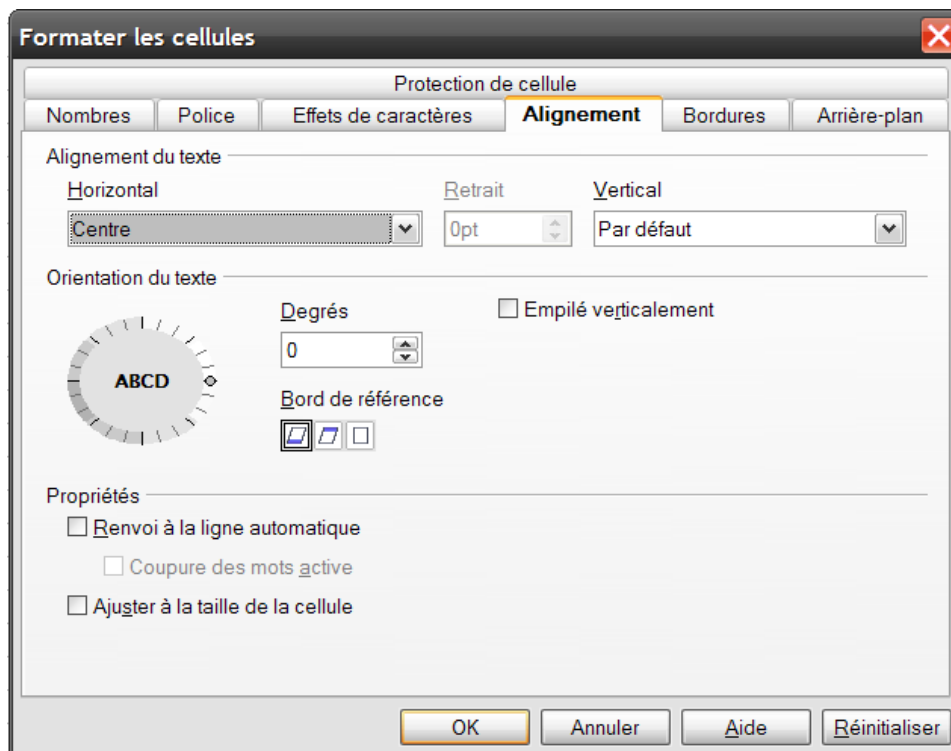 Formater les cellules
Protection de cellule
Nombres Police Effets de caractères Alignement Bordures Arrière-plan
Alignement du texte
Horizontal Retrait Vertical
Centre 0pt Par défaut
Orientation du texte
Degrés Empilé verticalement
0
ABCD
Bord de référence
Propriétés
Renvoi à la ligne automatique
Coupure des mots active
Ajuster à la taille de la cellule
OK Annuler Aide Réinitialiser